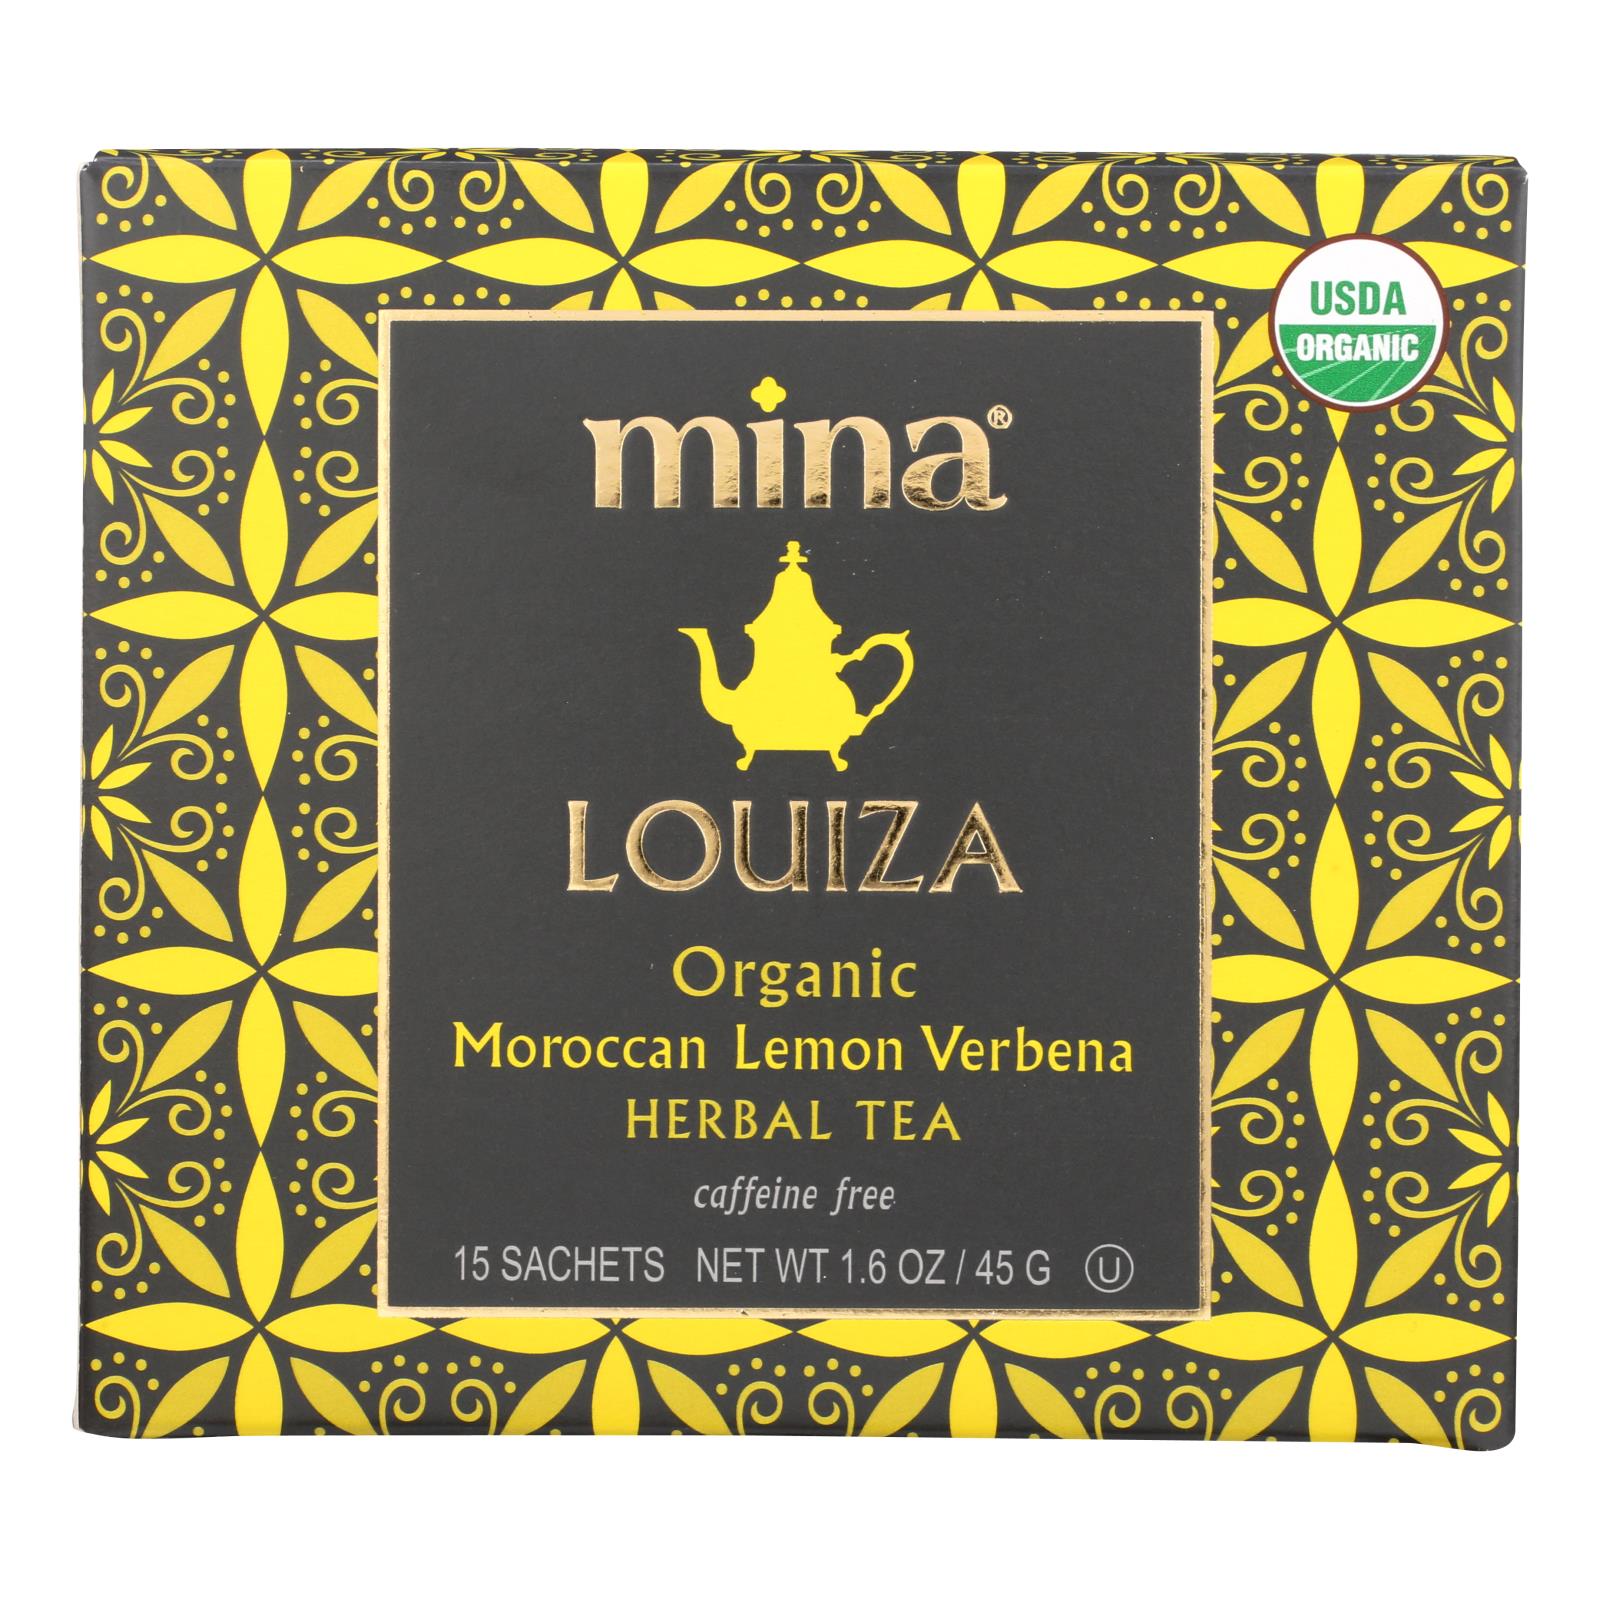 USDA
ORGANIC
mina®
LOUIZA
Organic
Moroccan Lemon Verbena
HERBAL TEA
caffeine free
15 SACHETS NET WT 1.6 OZ / 45 G Ⓤ